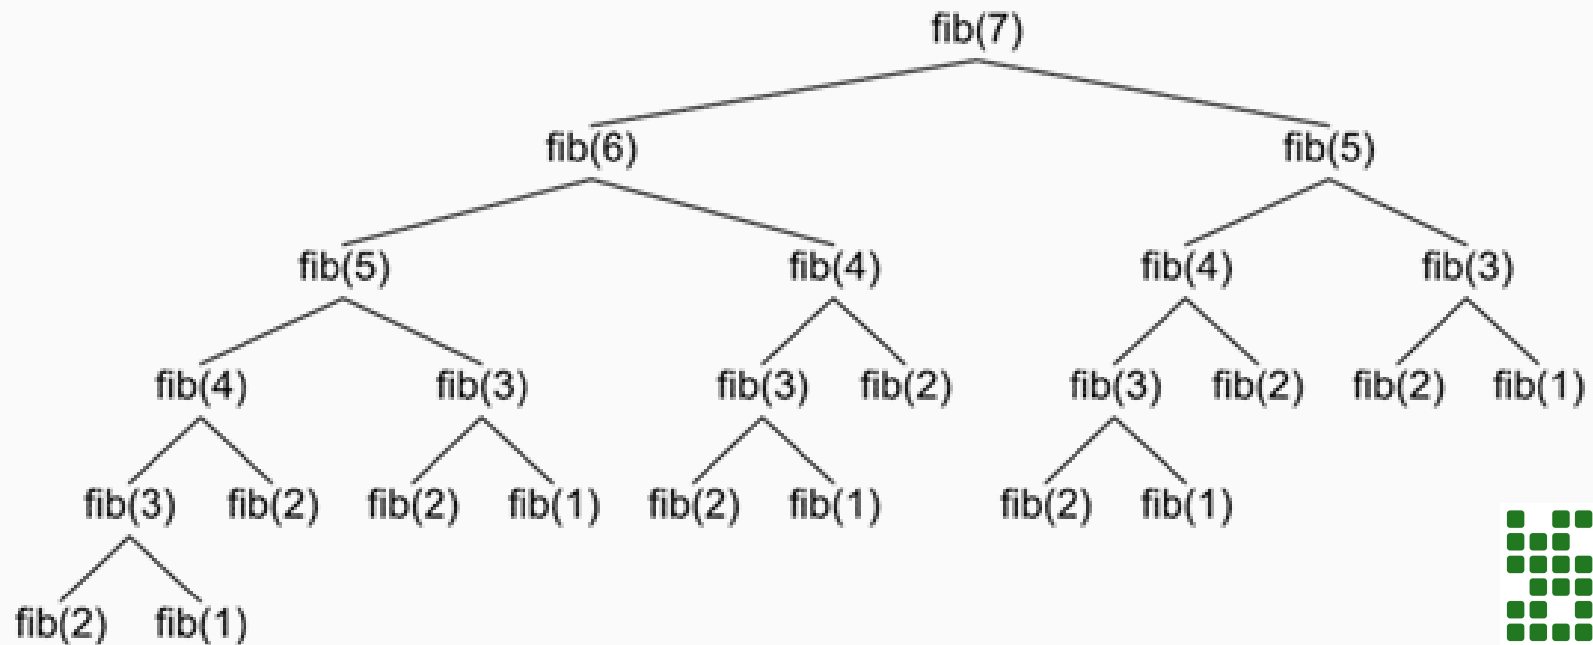 fib(7)
fib(6) fib(5)
fib(5) fib(4) fib(4) fib(3)
fib(4) fib(3) fib(3) fib(2) fib(3) fib(2) fib(2) fib(1)
fib(3) fib(2) fib(2) fib(1) fib(2) fib(1) fib(2) fib(1)
fib(2) fib(1)